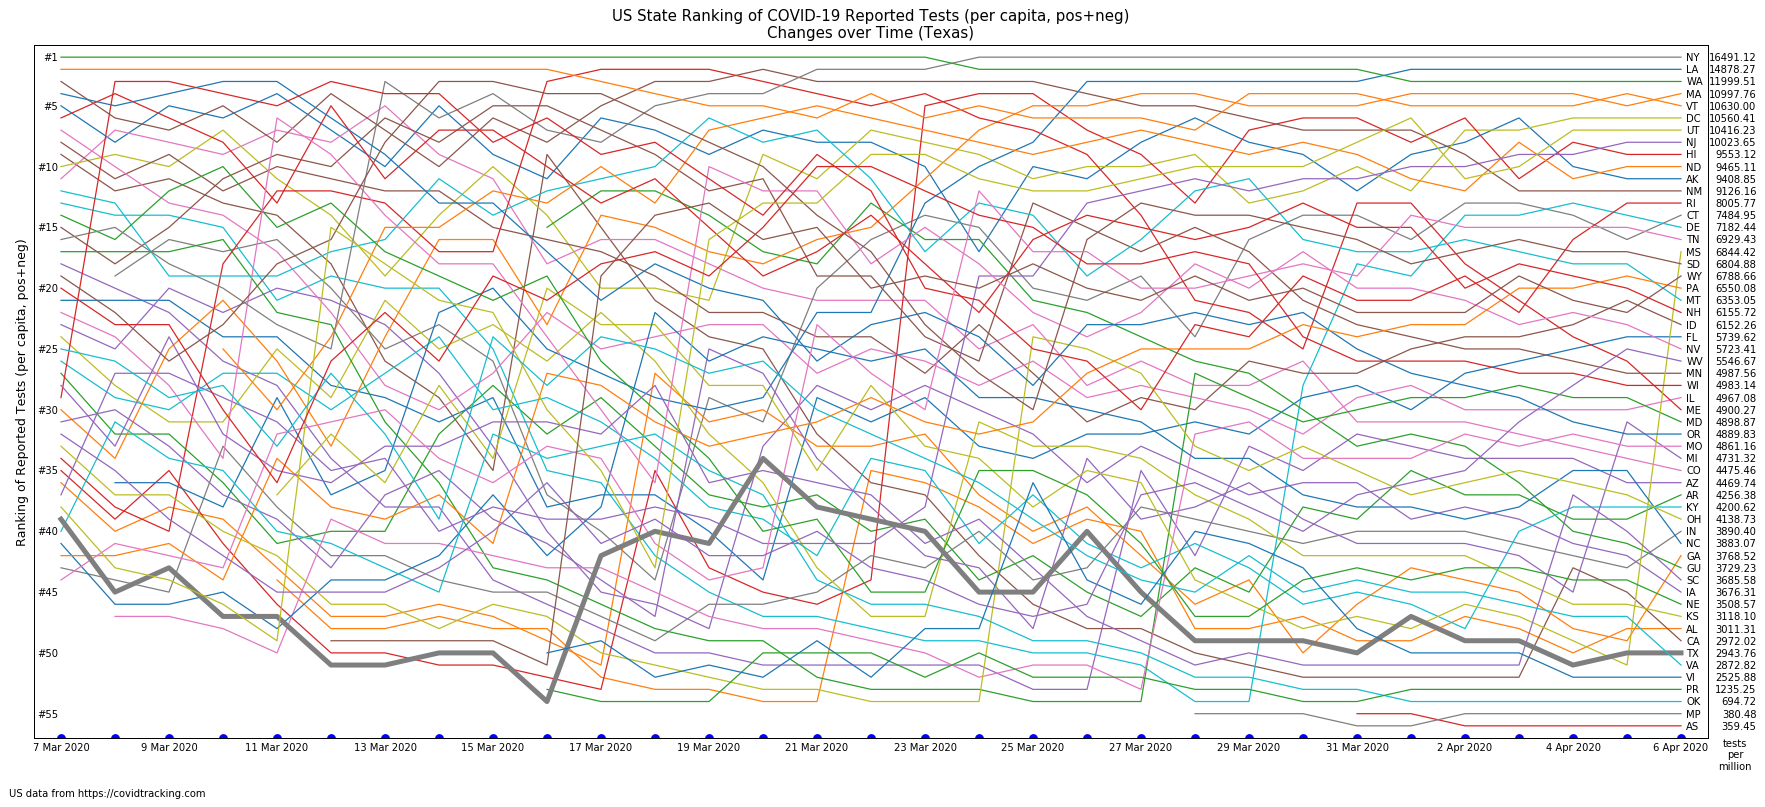 US State Ranking of COVID-19 Reported Tests (per capita, pos+neg)
Changes over Time (Texas)
Ranking of Reported Tests (per capita, pos+neg)
#1
#5
#10
#15
#20
#25
#30
#35
#40
#45
#50
#55
NY 16491.12
LA 14878.27
WA 11999.51
MA 10997.76
VT 10630.00
DC 10560.41
UT 10416.23
NJ 10023.65
HI 9553.12
ND 9465.11
AK 9408.85
NM 9126.16
RI 8005.77
CT 7484.95
DE 7182.44
TN 6929.43
MS 6844.42
SD 6804.88
WY 6788.66
PA 6550.08
MT 6353.05
NH 6155.72
ID 6152.26
FL 5739.62
NV 5723.41
WV 5546.67
MN 4987.56
WI 4983.14
IL 4967.08
ME 4900.27
MD 4898.87
OR 4889.83
MO 4861.16
MI 4731.32
CO 4475.46
AZ 4469.74
AR 4256.38
KY 4200.62
OH 4138.73
IN 3890.40
NC 3883.07
GA 3768.52
GU 3729.23
SC 3685.58
IA 3676.31
NE 3508.57
KS 3118.10
AL 3011.31
CA 2972.02
TX 2943.76
VA 2872.82
VI 2525.88
PR 1235.25
OK 694.72
MP 380.48
AS 359.45
7 Mar 2020
9 Mar 2020
11 Mar 2020
13 Mar 2020
15 Mar 2020
17 Mar 2020
19 Mar 2020
21 Mar 2020
23 Mar 2020
25 Mar 2020
27 Mar 2020
29 Mar 2020
31 Mar 2020
2 Apr 2020
4 Apr 2020
6 Apr 2020
tests
per
million
US data from https://covidtracking.com